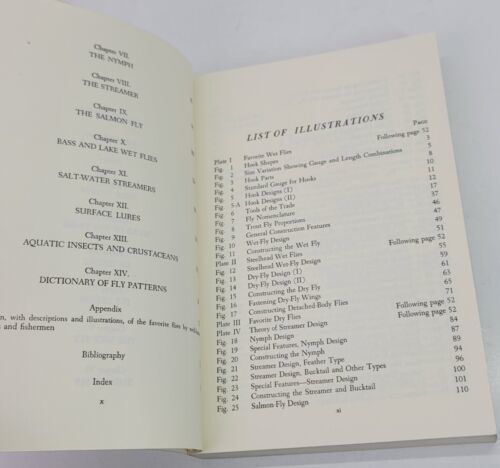 Chapter VII.
THE NYMPH
Chapter VIII.
THE STREAMER
Chapter IX.
THE SALMON FLY
Chapter X.
BASS AND LAKE WET FLIES
Chapter XI.
SALT-WATER STREAMERS
Chapter XII.
SURFACE LURES
Chapter XIII.
AQUATIC INSECTS AND CRUSTACEANS
Chapter XIV.
DICTIONARY OF FLY PATTERNS
Appendix
n, with descriptions and illustrations, of favorite flies by
s and fishermen
Bibliography
Index
x
LIST OF ILLUSTRATIONS
PAGE
Plate I Favorite Wet Flies Following page 52
Fig. 1 Hook Shapes 3
Fig. 2 Size Variation Showing Gauge and Length Combinations 5
Fig. 3 Hook Parts 8
Fig. 4 Standard Gauge for Hooks 10
Fig. 5 Hook Designs (I) 11
Fig. 5-A Hook Designs (II) 12
Fig. 6 Tools of the Trade 17
Fig. 7 Fly Nomenclature 37
Fig. 8 Trout Fly Proportions 46
Fig. 9 General Construction Features 47
Fig. 10 Wet-Fly Design 49
Fig. 11 Constructing the Wet Fly 51
Plate II Steelhead Wet Flies Following page 52
Fig. 12 Steelhead Wet-Fly Design 55
Fig. 13 Dry-Fly Design (I) 59
Fig. 14 Dry-Fly Design (II) 61
Fig. 15 Constructing the Dry Fly 63
Fig. 16 Fastening Dry-Fly Wings 65
Fig. 17 Constructing Detached-Body Flies 71
Plate III Favorite Dry Flies Following page 52
Plate IV Theory of Streamer Design Following page 52
Fig. 18 Nymph Design 84
Fig. 19 Special Features, Nymph Design 87
Fig. 20 Constructing the Nymph 89
Fig. 21 Streamer Design, Feather Type 94
Fig. 22 Streamer Design, Bucktail and Other Types 96
Fig. 23 Special Features—Streamer Design 100
Fig. 24 Constructing the Streamer and Bucktail 101
Fig. 25 Salmon-Fly Design 110
xi